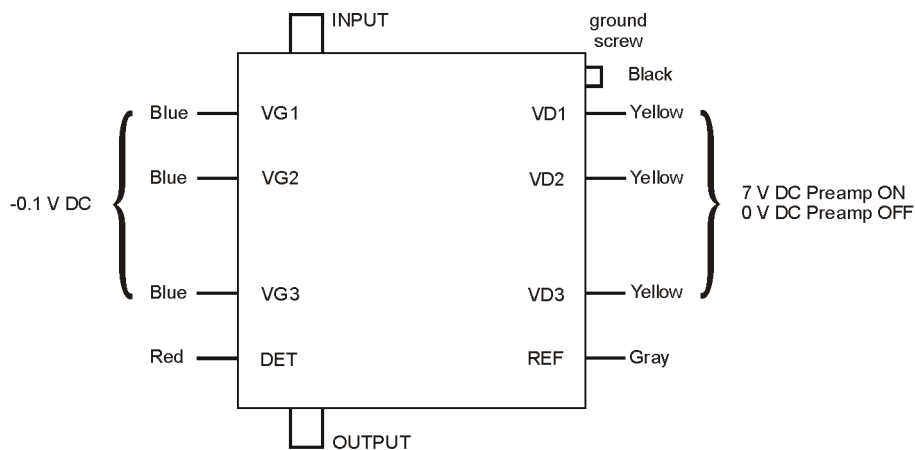 INPUT
ground
screw
Black
Blue VG1 VD1 Yellow
Blue VG2 VD2 Yellow
-0.1 V DC
7 V DC Preamp ON
0 V DC Preamp OFF
Blue VG3 VD3 Yellow
Red DET REF Gray
OUTPUT